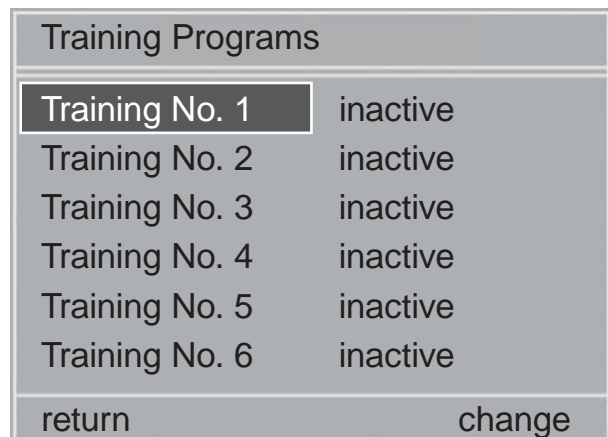 Training Programs
Training No. 1 inactive
Training No. 2 inactive
Training No. 3 inactive
Training No. 4 inactive
Training No. 5 inactive
Training No. 6 inactive
return change